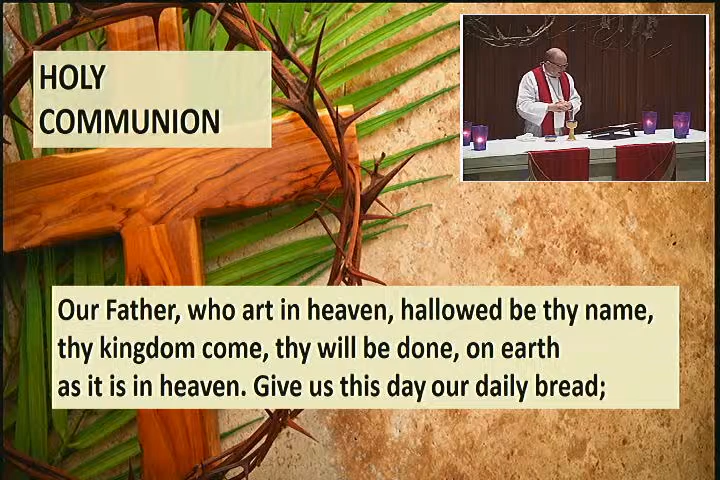 HOLY
COMMUNION
Our Father, who art in heaven, hallowed be thy name,
thy kingdom come, thy will be done, on earth
as it is in heaven. Give us this day our daily bread;